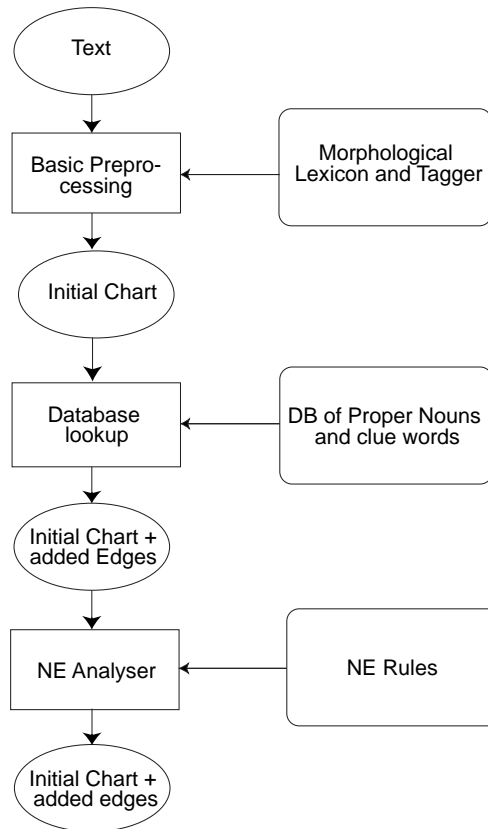 Text
Basic Prepro-
cessing
Morphological
Lexicon and Tagger
Initial Chart
Database
lookup
DB of Proper Nouns
and clue words
Initial Chart +
added Edges
NE Analyser
NE Rules
Initial Chart +
added edges